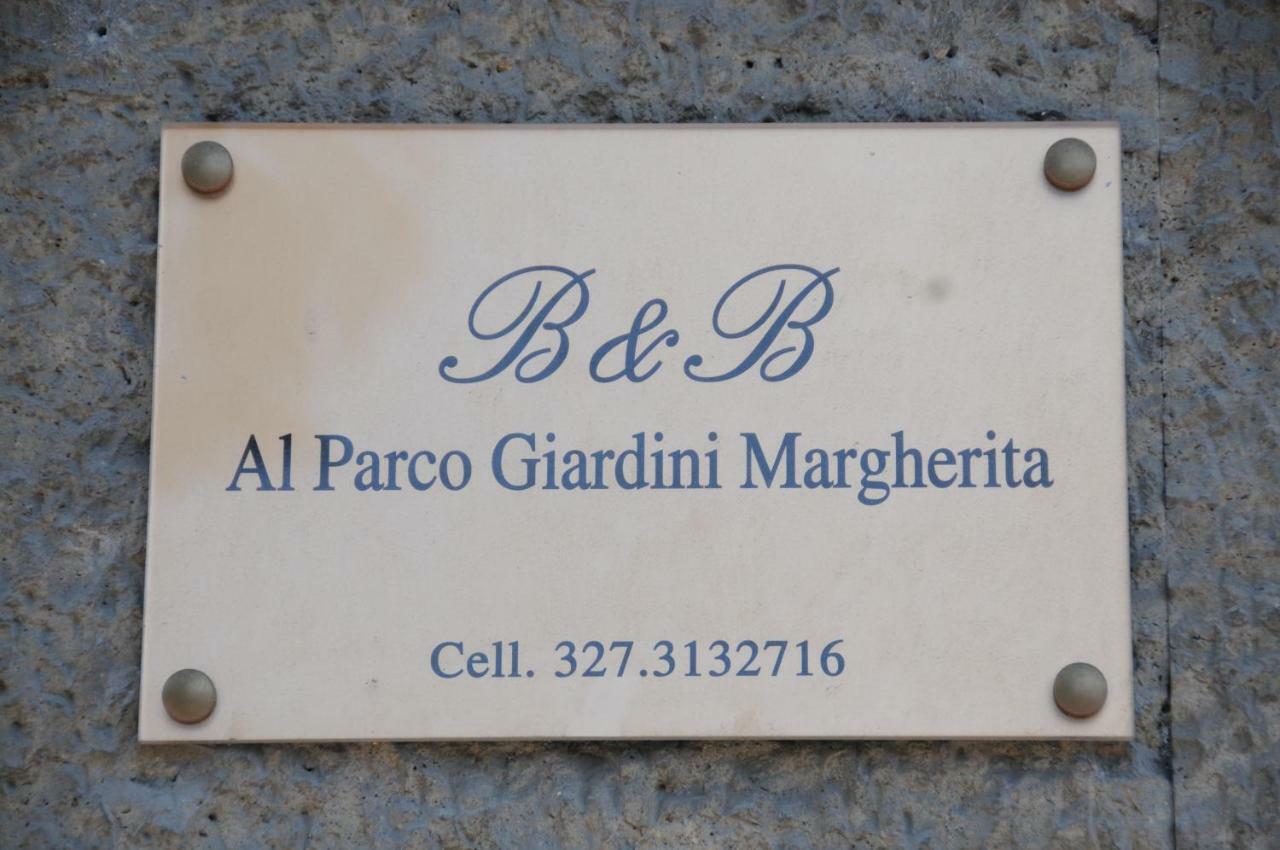 B & B
Al Parco Giardini Margherita
Cell. 327.3132716